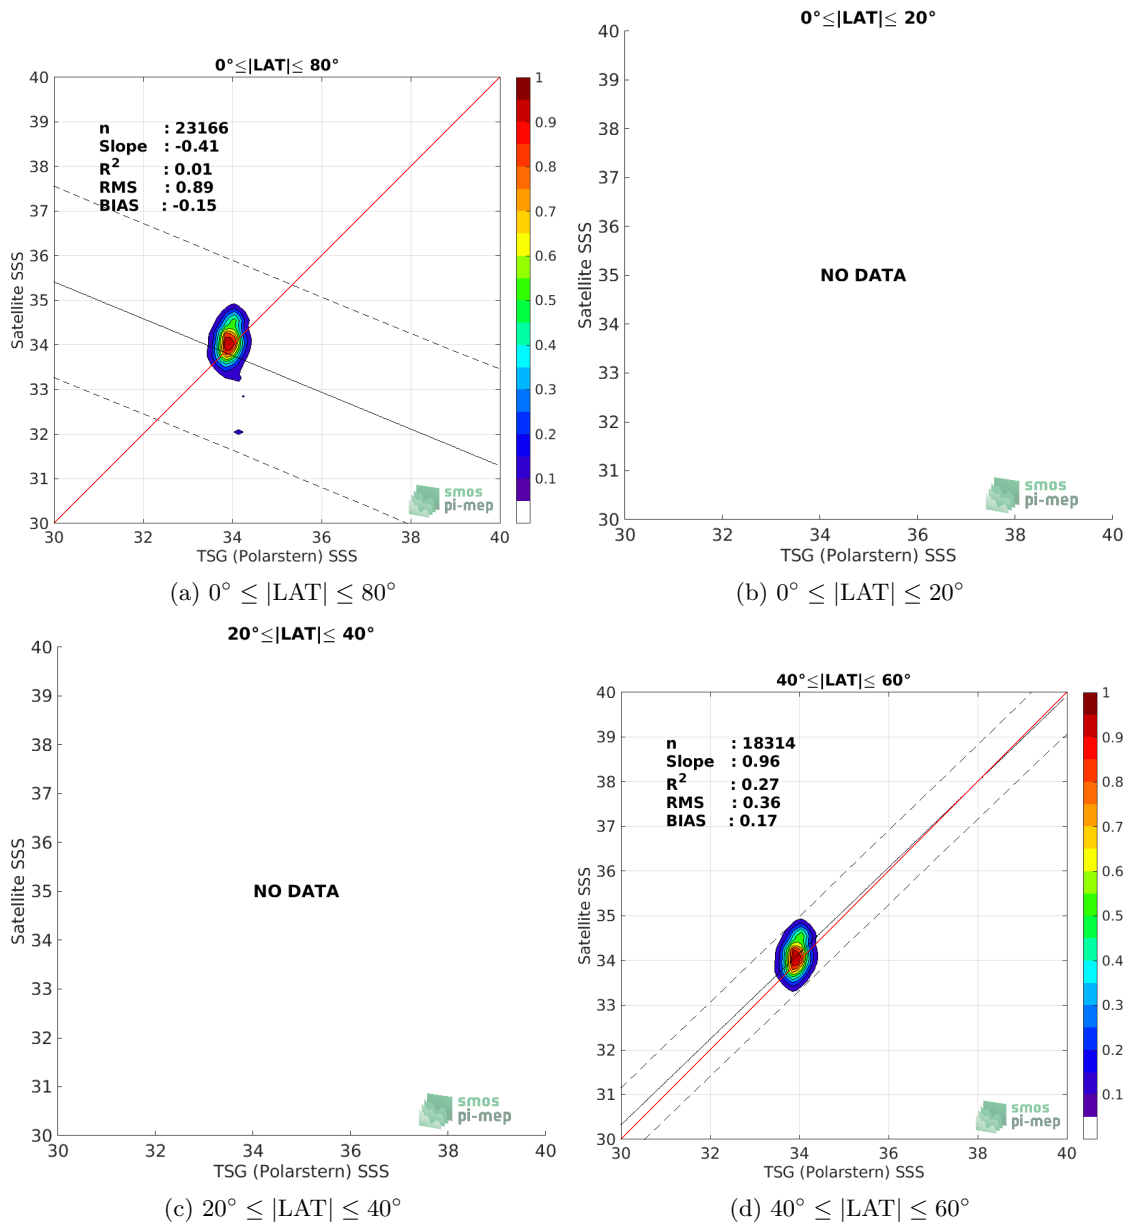 0°≤|LAT|≤ 80°
40
39
38
37
36
35
34
33
32
31
30
Satellite SSS
n : 23166
Slope : -0.41
R² : 0.01
RMS : 0.89
BIAS : -0.15
smos
pi-mep
30 32 34 36 38 40
TSG (Polarstern) SSS
1
0.9
0.8
0.7
0.6
0.5
0.4
0.3
0.2
0.1
(a) 0° ≤ |LAT| ≤ 80°
0°≤|LAT|≤ 20°
40
39
38
37
36
35
34
33
32
31
30
Satellite SSS
NO DATA
smos
pi-mep
30 32 34 36 38 40
TSG (Polarstern) SSS
(b) 0° ≤ |LAT| ≤ 20°
20°≤|LAT|≤ 40°
40
39
38
37
36
35
34
33
32
31
30
Satellite SSS
NO DATA
smos
pi-mep
30 32 34 36 38 40
TSG (Polarstern) SSS
(c) 20° ≤ |LAT| ≤ 40°
40°≤|LAT|≤ 60°
40
39
38
37
36
35
34
33
32
31
30
Satellite SSS
n : 18314
Slope : 0.96
R² : 0.27
RMS : 0.36
BIAS : 0.17
smos
pi-mep
30 32 34 36 38 40
TSG (Polarstern) SSS
1
0.9
0.8
0.7
0.6
0.5
0.4
0.3
0.2
0.1
(d) 40° ≤ |LAT| ≤ 60°